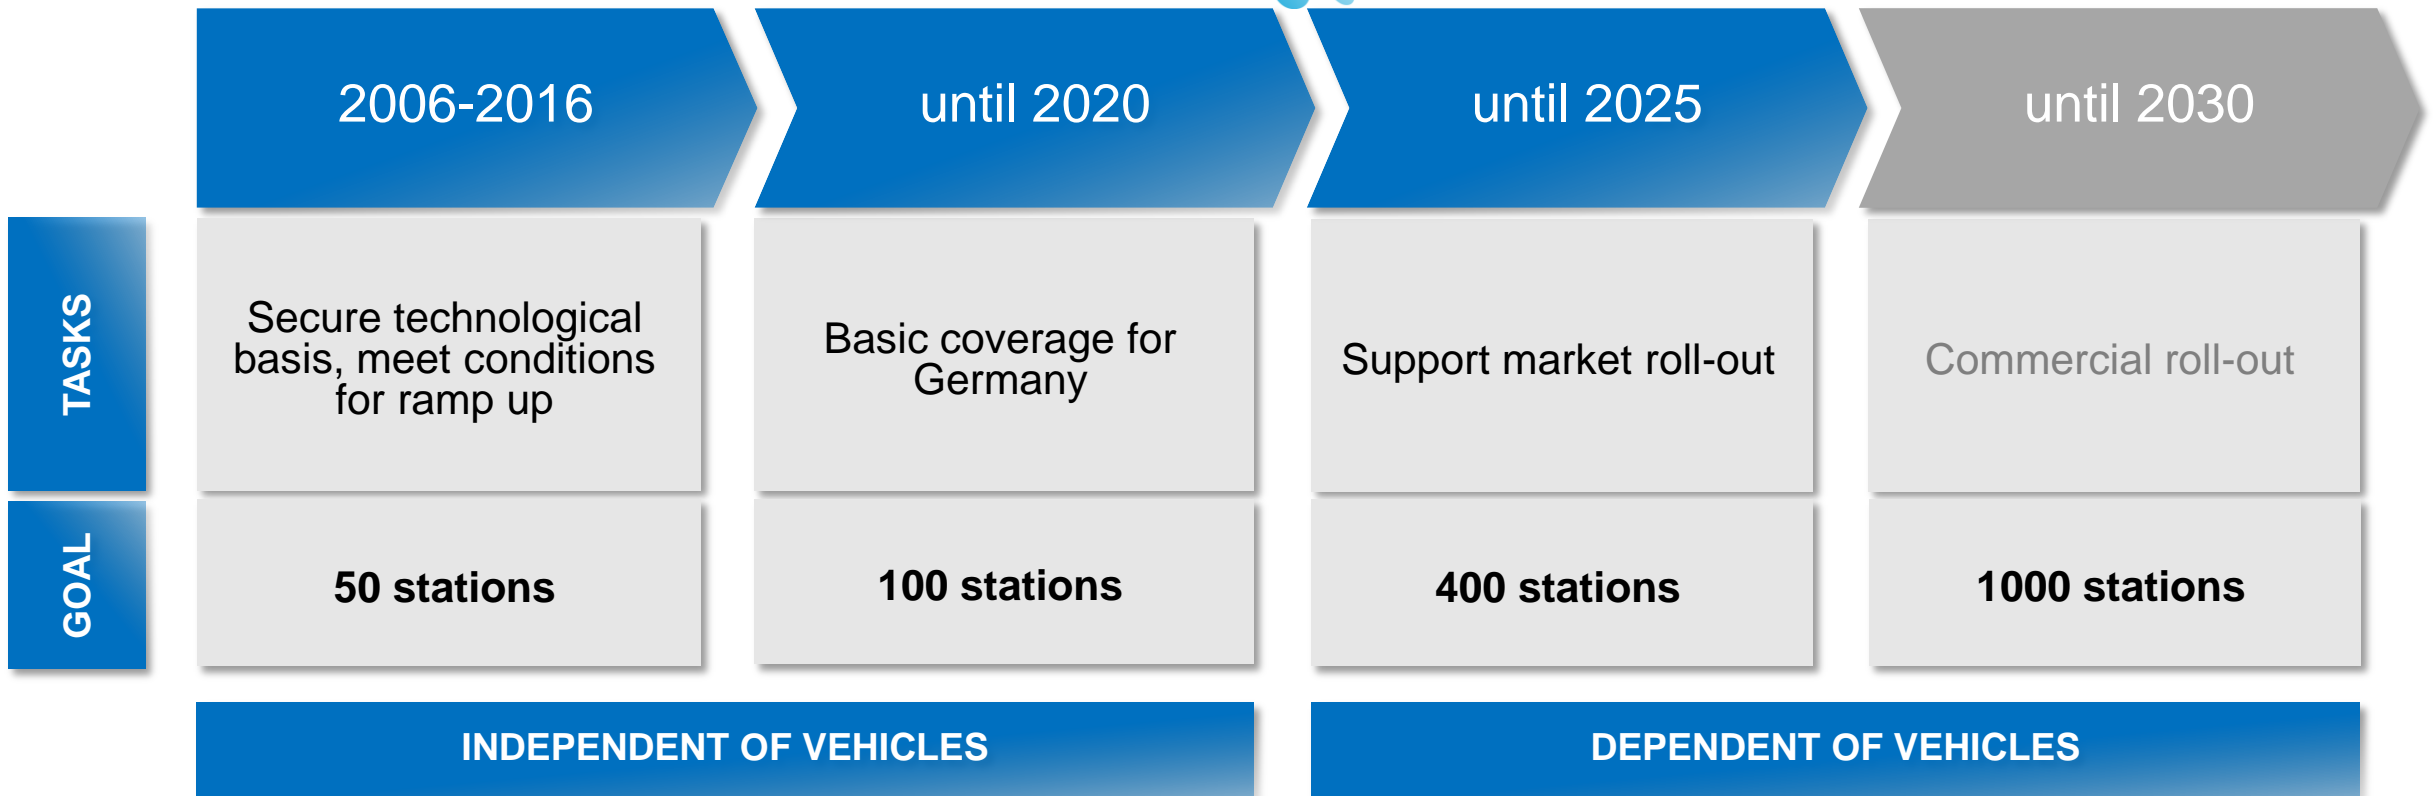 2006-2016
until 2020
until 2025
until 2030
TASKS
Secure technological
basis, meet conditions
for ramp up
Basic coverage for
Germany
Support market roll-out
Commercial roll-out
GOAL
50 stations
100 stations
400 stations
1000 stations
INDEPENDENT OF VEHICLES
DEPENDENT OF VEHICLES